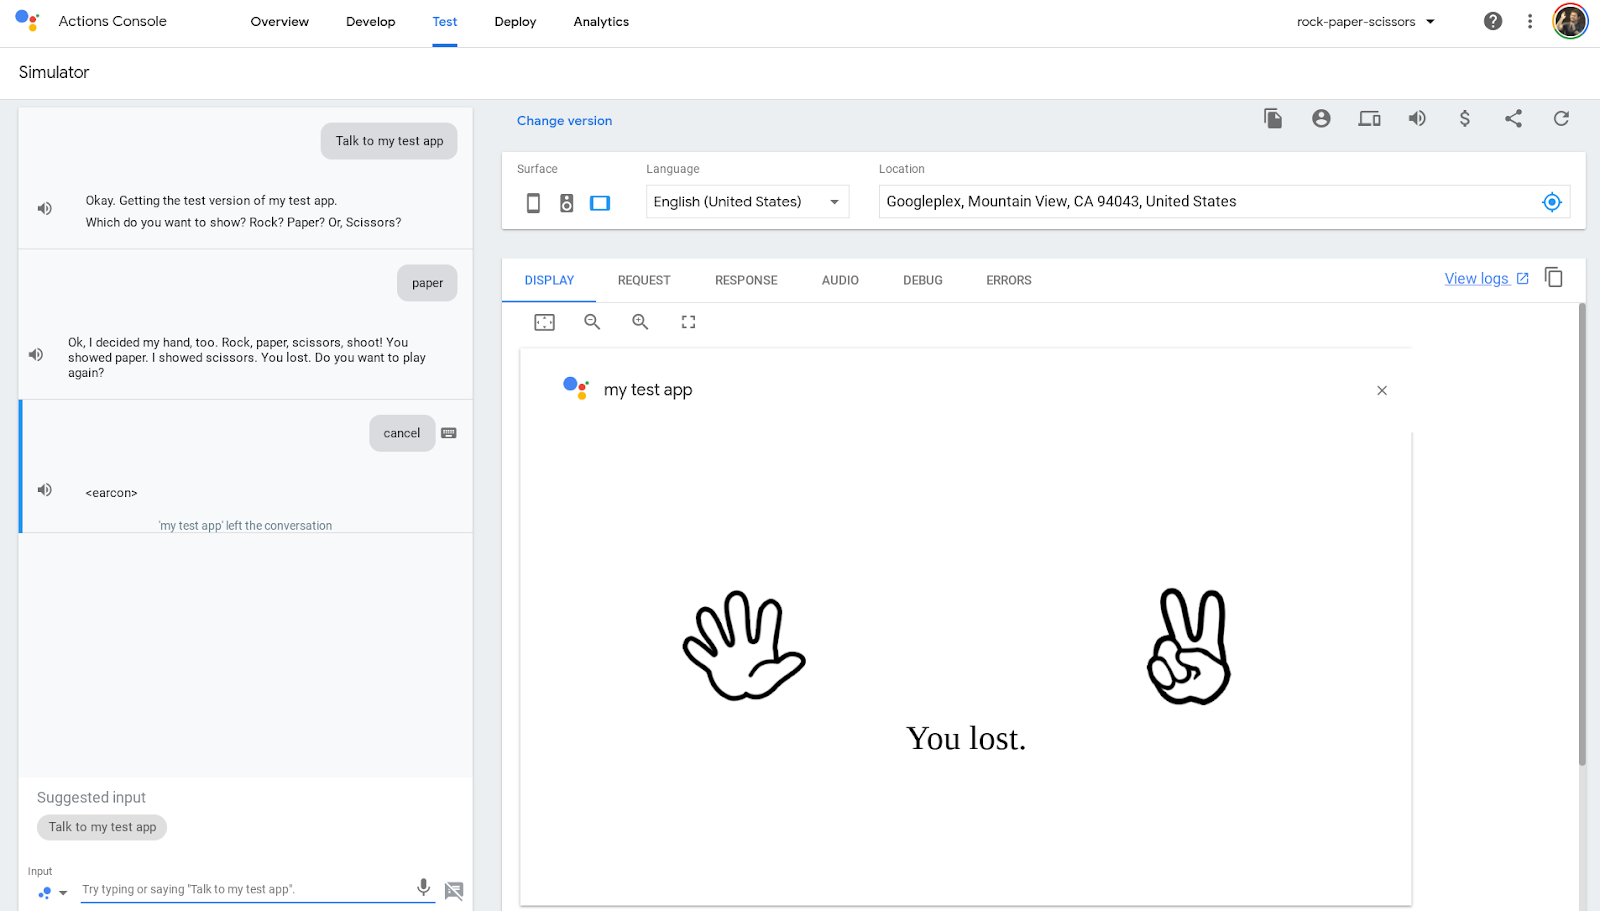 Actions Console
Overview
Develop
Test
Deploy
Analytics
rock-paper-scissors
Simulator
Talk to my test app
Okay. Getting the test version of my test app.
Which do you want to show? Rock? Paper? Or, Scissors?
paper
Ok, I decided my hand, too. Rock, paper, scissors, shoot! You
showed paper. I showed scissors. You lost. Do you want to play
again?
cancel
<earcon>
'my test app' left the conversation
Suggested input
Talk to my test app
Input
Try typing or saying "Talk to my test app".
Change version
Surface
Language
Location
English (United States)
Googleplex, Mountain View, CA 94043, United States
DISPLAY
REQUEST
RESPONSE
AUDIO
DEBUG
ERRORS
View logs
my test app
You lost.